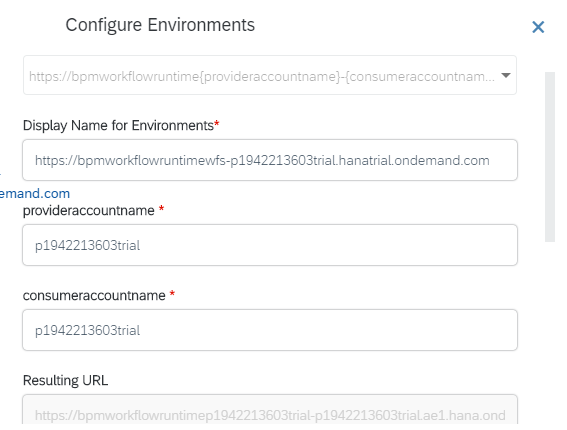 Configure Environments
https://bpmworkflowruntime{provideraccountname}-{consumeraccountnam...
Display Name for Environments*
https://bpmworkflowruntimewfs-p1942213603trial.hanatrial.ondemand.com
emand.com
provideraccountname *
p1942213603trial
consumeraccountname *
p1942213603trial
Resulting URL
https://bpmworkflowruntimep1942213603trial-p1942213603trial.ae1.hana.ond